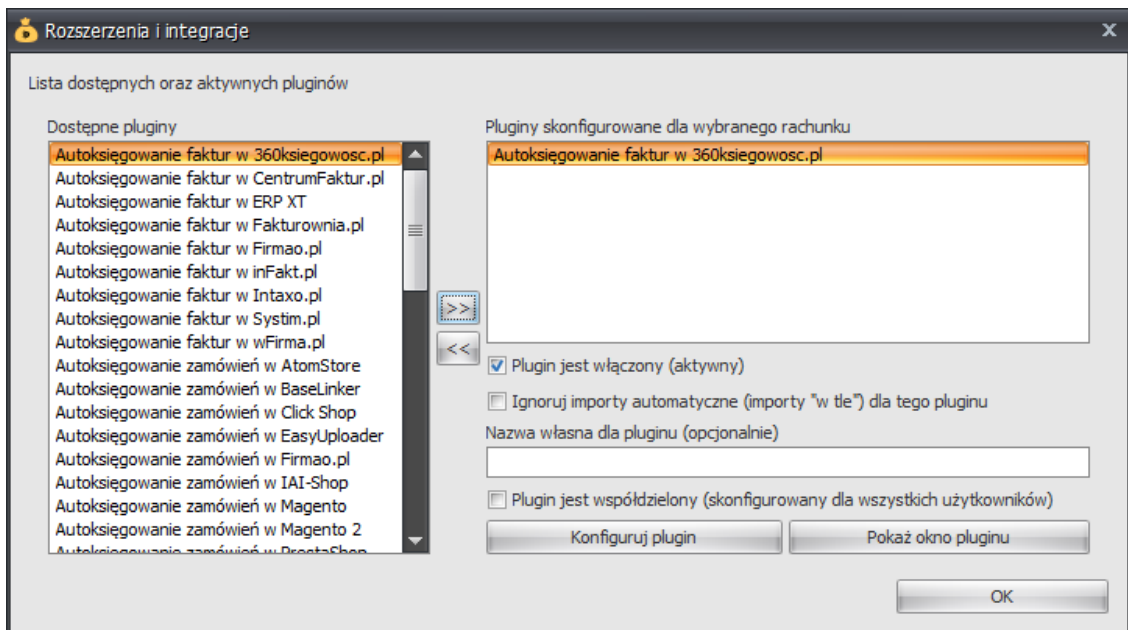 Rozszerzenia i integracje
x
Lista dostępnych oraz aktywnych pluginów
Dostępne pluginy
Autoksięgowanie faktur w 360ksiegowosc.pl
Autoksięgowanie faktur w CentrumFaktur.pl
Autoksięgowanie faktur w ERP XT
Autoksięgowanie faktur w Fakturownia.pl
Autoksięgowanie faktur w Firmao.pl
Autoksięgowanie faktur w inFakt.pl
Autoksięgowanie faktur w Intaxo.pl
Autoksięgowanie faktur w Systim.pl
Autoksięgowanie faktur w wFirma.pl
Autoksięgowanie zamówień w AtomStore
Autoksięgowanie zamówień w BaseLinker
Autoksięgowanie zamówień w Click Shop
Autoksięgowanie zamówień w EasyUploader
Autoksięgowanie zamówień w Firmao.pl
Autoksięgowanie zamówień w IAI-Shop
Autoksięgowanie zamówień w Magento
Autoksięgowanie zamówień w Magento 2
Autoksięgowanie zamówień w PrestaShop
>>
<<
Pluginy skonfigurowane dla wybranego rachunku
Autoksięgowanie faktur w 360ksiegowosc.pl
Plugin jest włączony (aktywny)
Ignoruj importy automatyczne (importy "w tle") dla tego pluginu
Nazwa własna dla pluginu (opcjonalnie)
Plugin jest współdzielony (skonfigurowany dla wszystkich użytkowników)
Konfiguruj plugin
Pokaż okno pluginu
OK